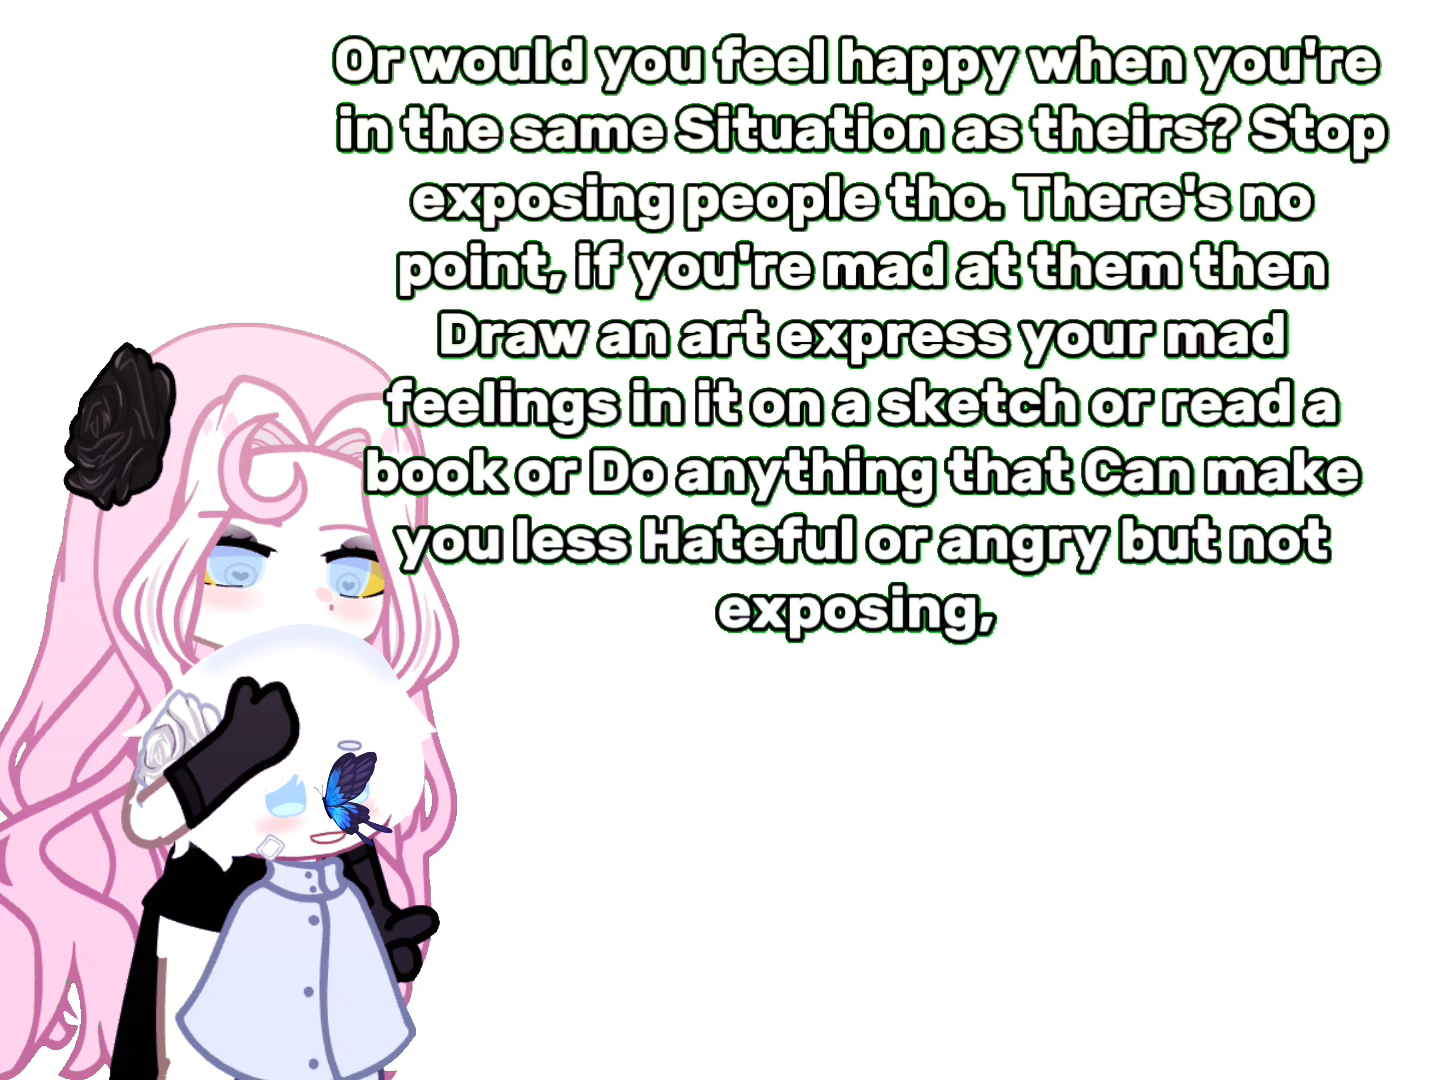 Or would you feel happy when you're
in the same Situation as theirs? Stop
exposing people tho. There's no
point, if you're mad at them then
Draw an art express your mad
feelings in it on a sketch or read a
book or Do anything that Can make
you less Hateful or angry but not
exposing,